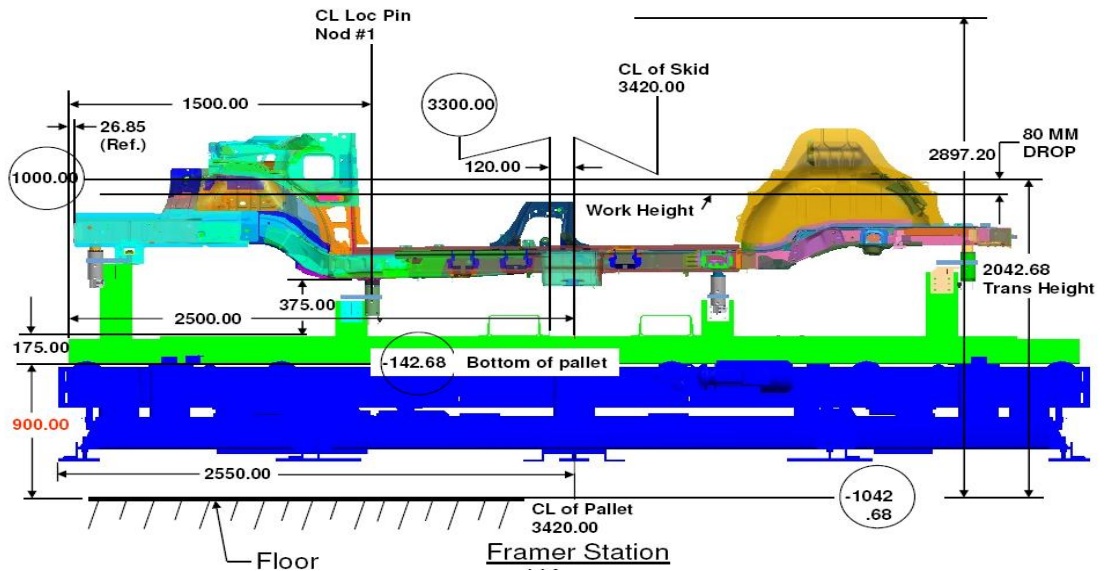 CL Loc Pin
Nod #1
1500.00
3300.00
CL of Skid
3420.00
26.85
(Ref.)
120.00
2897.20
80 MM
DROP
1000.00
Work Height
375.00
2042.68
Trans Height
2500.00
175.00
-142.68 Bottom of pallet
900.00
2550.00
-1042
.68
CL of Pallet
3420.00
Floor
Framer Station